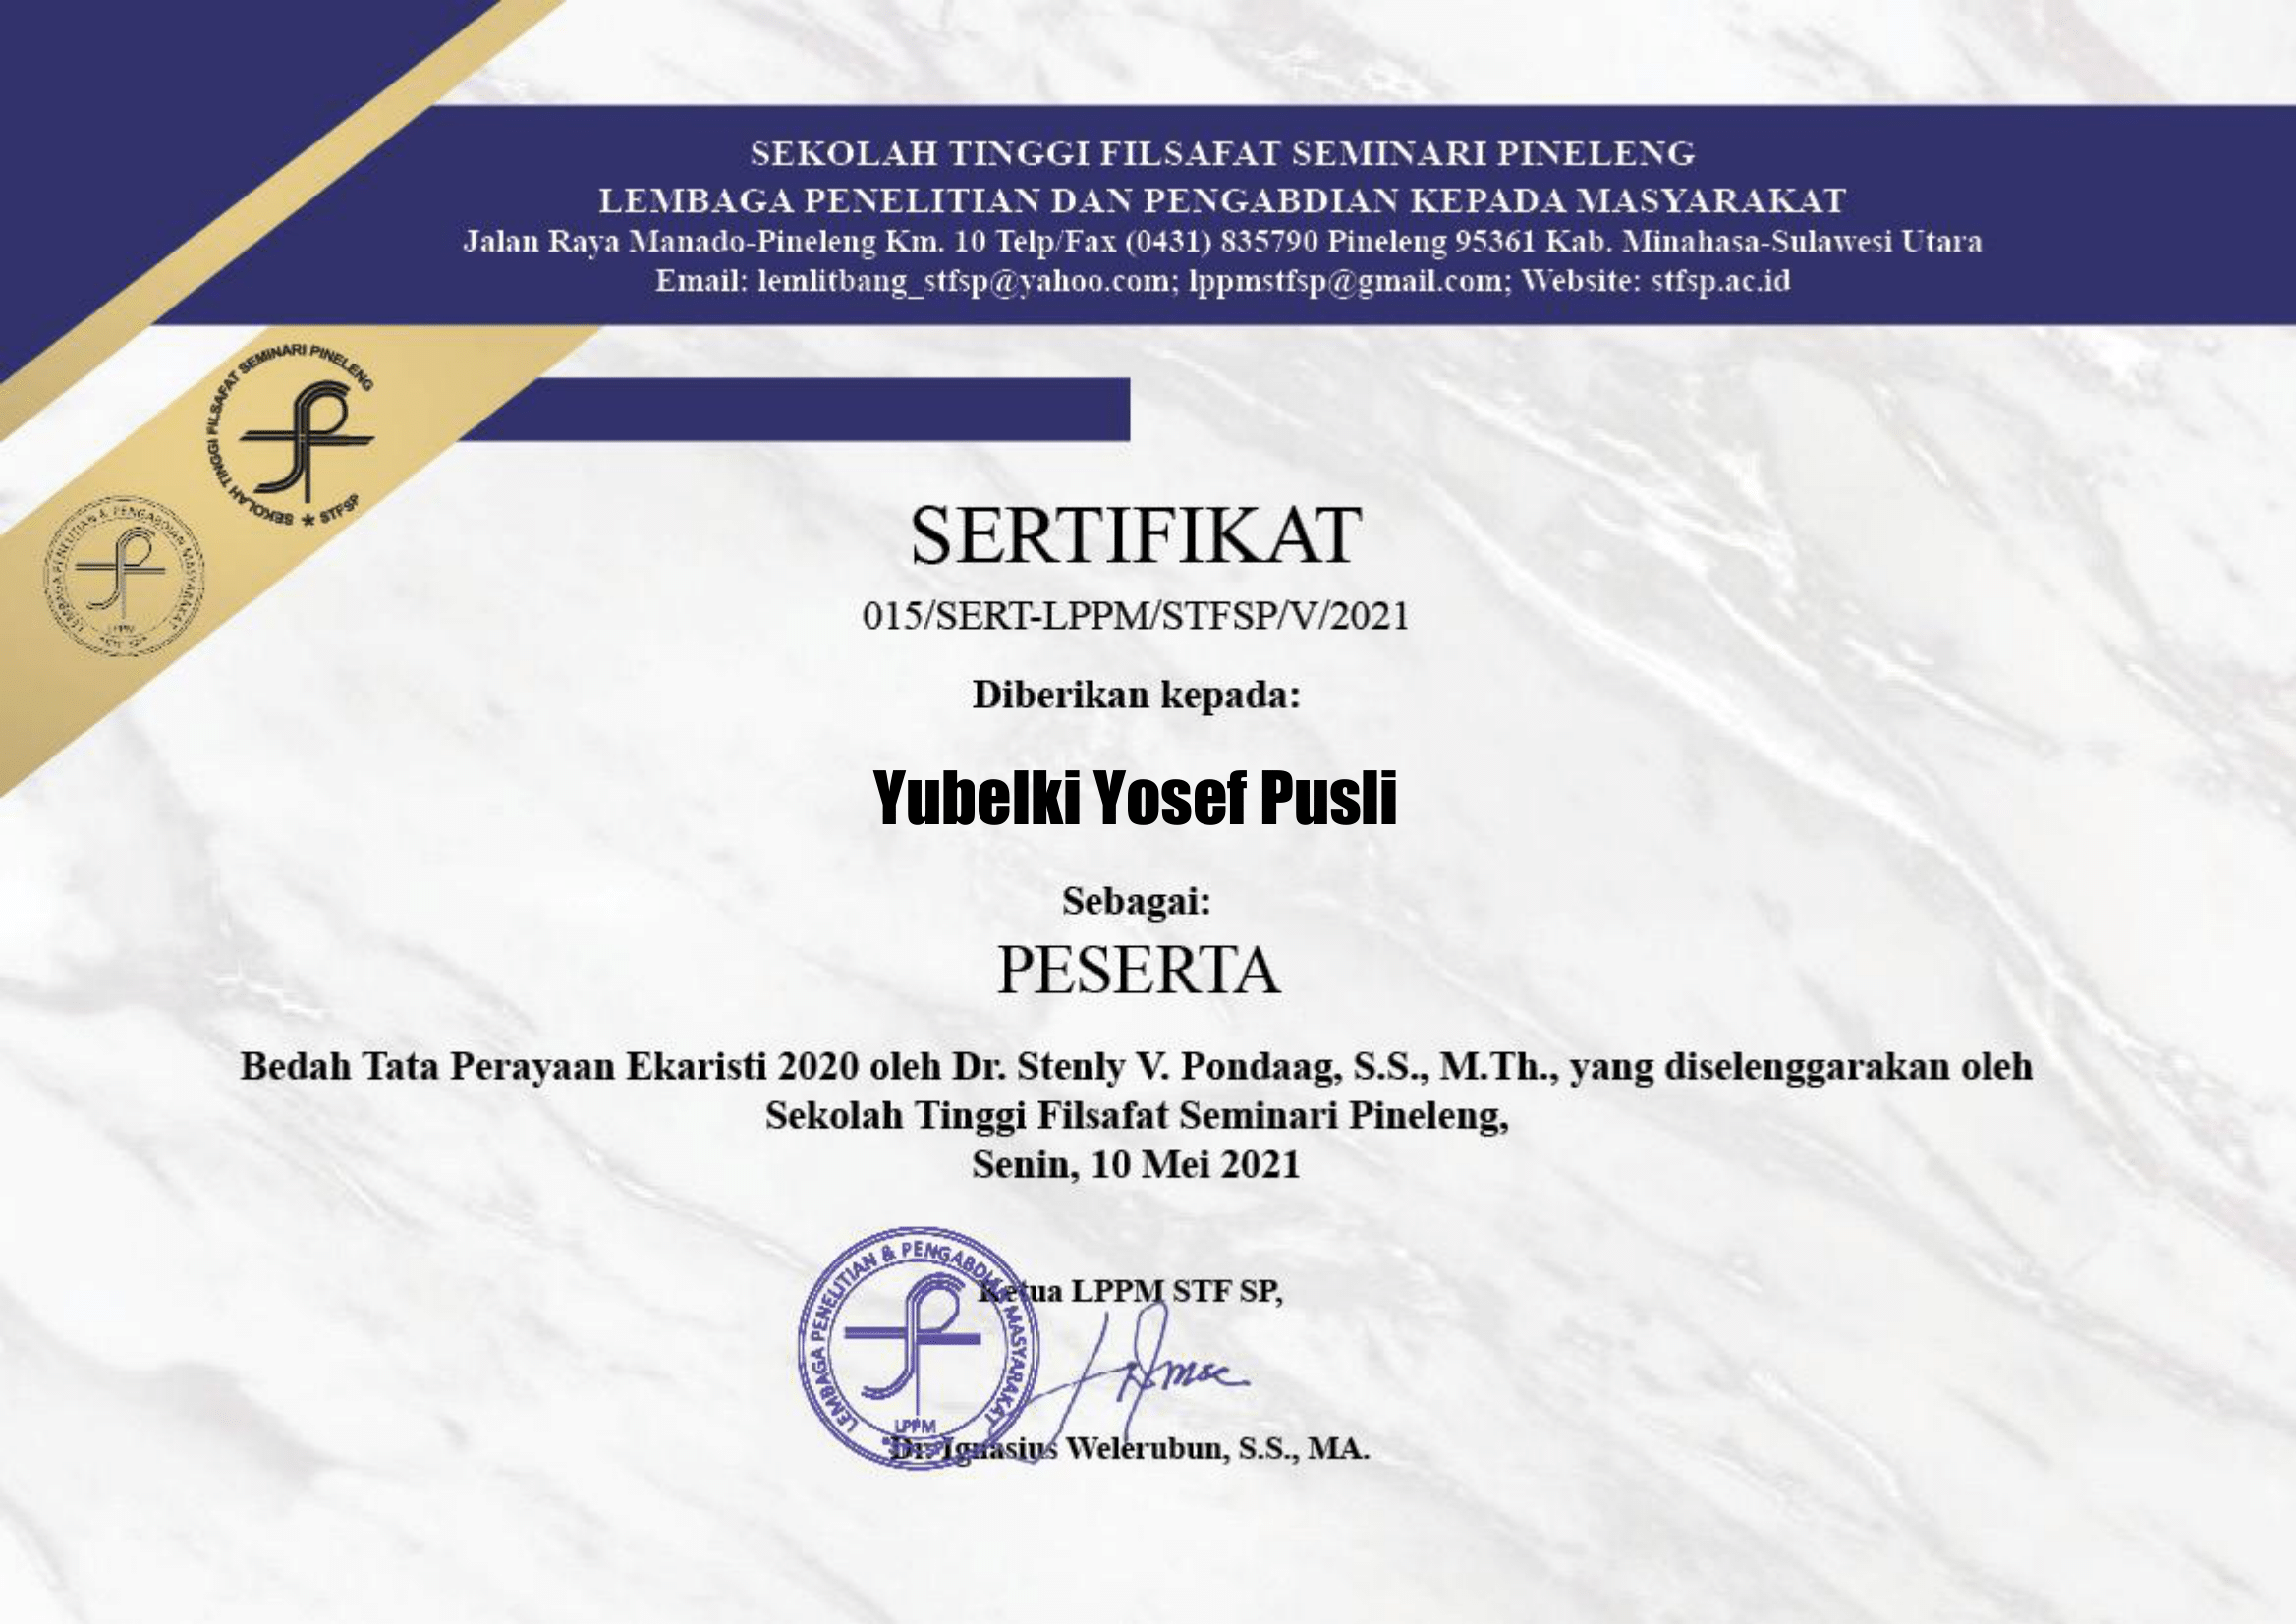 SEKOLAH TINGGI FILSAFAT SEMINARI PINELENG
LEMBAGA PENELITIAN DAN PENGABDIAN KEPADA MASYARAKAT
Jalan Raya Manado-Pineleng Km. 10 Telp/Fax (0431) 835790 Pineleng 95361 Kab. Minahasa-Sulawesi Utara
Email: lemlitbang_stfsp@yahoo.com; lppmstfsp@gmail.com; Website: stfsp.ac.id
SEKOLAH TINGGI FILSAFAT SEMINARI PINELENG
★ STFSP
LEMBAGA PENELITIAN & PENGABDIAN MASYARAKAT
LPPM
SERTIFIKAT
015/SERT-LPPM/STFSP/V/2021
Diberikan kepada:
Yubelki Yosef Pusli
Sebagai:
PESERTA
Bedah Tata Perayaan Ekaristi 2020 oleh Dr. Stenly V. Pondaag, S.S., M.Th., yang diselenggarakan oleh
Sekolah Tinggi Filsafat Seminari Pineleng,
Senin, 10 Mei 2021
Ketua LPPM STF SP,
LEMBAGA PENELITIAN & PENGABDIAN MASYARAKAT
LPPM
Dr. Ignasius Welerubun, S.S., MA.